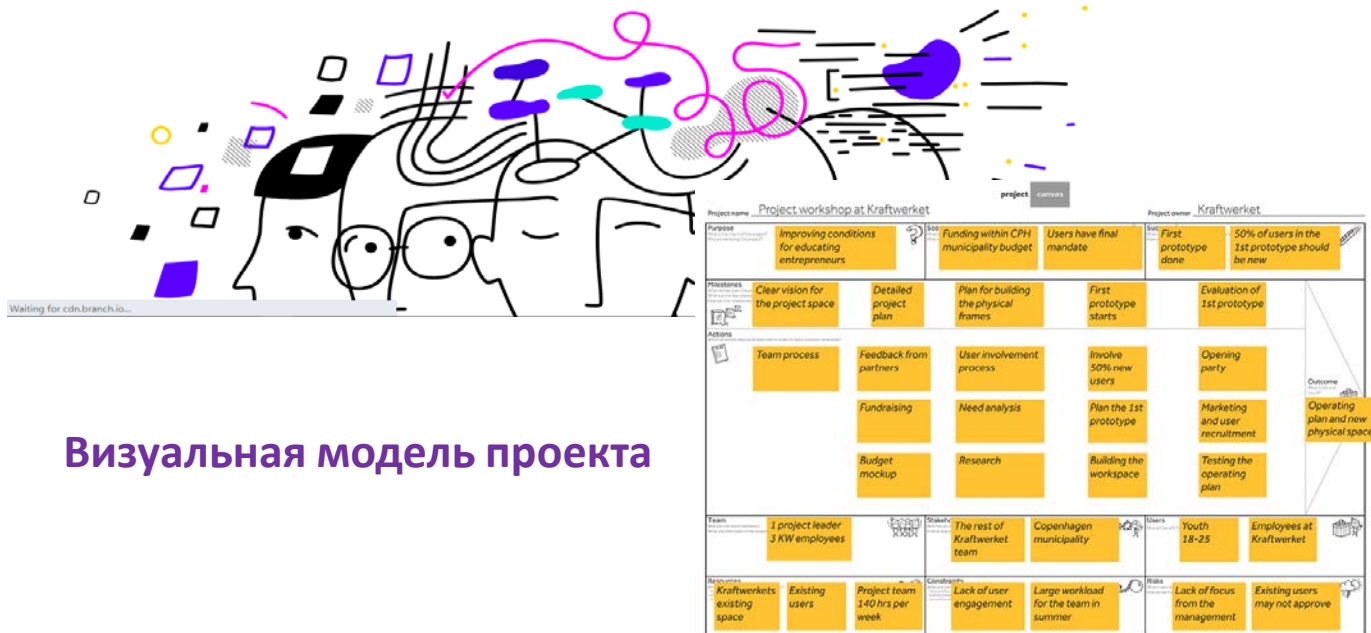 Waiting for cdn.branch.io...
Визуальная модель проекта
project canvas
Project name Project workshop at Kraftwerket
Project owner Kraftwerket
Purpose
Improving conditions
for educating
entrepreneurs
Funding within CPH
municipality budget
Users have final
mandate
First
prototype
done
50% of users in the
1st prototype should
be new
Milestones
Clear vision for
the project space
Detailed
project
plan
Plan for building
the physical
frames
First
prototype
starts
Evaluation of
1st prototype
Actions
Team process
Feedback from
partners
User involvement
process
Involve
50% new
users
Opening
party
Fundraising
Need analysis
Plan the 1st
prototype
Marketing
and user
recruitment
Budget
mockup
Research
Building the
workspace
Testing the
operating
plan
Outcome
Operating
plan and new
physical space
Team
1 project leader
3 KW employees
The rest of
Kraftwerket
team
Copenhagen
municipality
Users
Youth
18-25
Employees at
Kraftwerket
Resources
Kraftwerkets
existing
space
Existing
users
Project team
140 hrs per
week
Constraints
Lack of user
engagement
Large workload
for the team in
summer
Risks
Lack of focus
from the
management
Existing users
may not approve